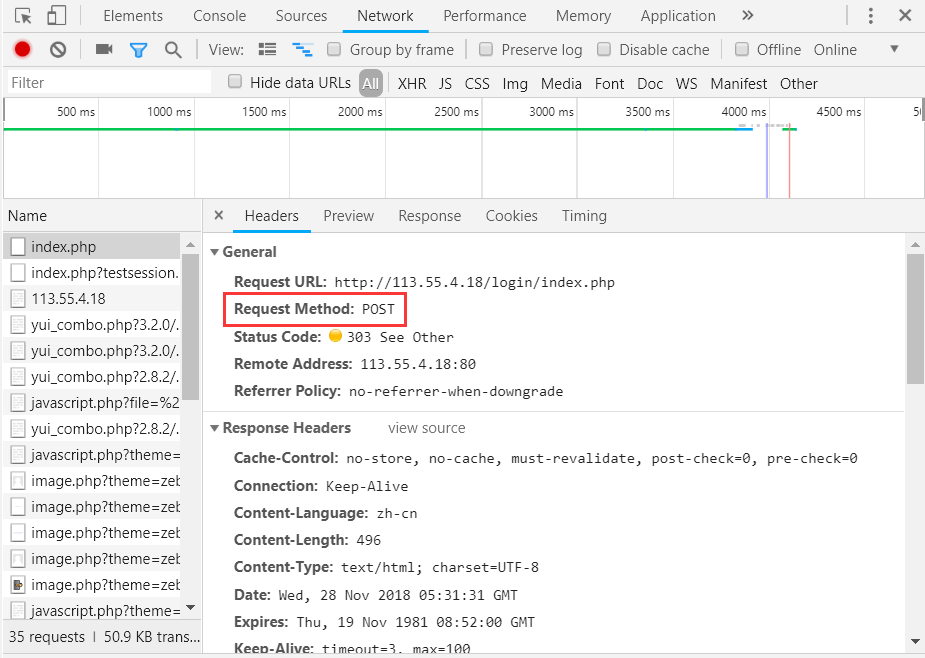 Elements Console Sources Network Performance Memory Application »
View: Group by frame Preserve log Disable cache Offline Online
Filter Hide data URLs All XHR JS CSS Img Media Font Doc WS Manifest Other
500 ms 1000 ms 1500 ms 2000 ms 2500 ms 3000 ms 3500 ms 4000 ms 4500 ms
Name
index.php
index.php?testsession.
113.55.4.18
yui_combo.php?3.2.0/.
yui_combo.php?3.2.0/.
yui_combo.php?2.8.2/.
javascript.php?file=%2
yui_combo.php?2.8.2/.
javascript.php?theme=
image.php?theme=zeb
image.php?theme=zeb
image.php?theme=zeb
image.php?theme=zeb
image.php?theme=zeb
javascript.php?theme=
35 requests | 50.9 KB trans...
× Headers Preview Response Cookies Timing
General
Request URL: http://113.55.4.18/login/index.php
Request Method: POST
Status Code: 303 See Other
Remote Address: 113.55.4.18:80
Referrer Policy: no-referrer-when-downgrade
Response Headers view source
Cache-Control: no-store, no-cache, must-revalidate, post-check=0, pre-check=0
Connection: Keep-Alive
Content-Language: zh-cn
Content-Length: 496
Content-Type: text/html; charset=UTF-8
Date: Wed, 28 Nov 2018 05:31:31 GMT
Expires: Thu, 19 Nov 1981 08:52:00 GMT
Keep-Alive: timeout=3, max=100